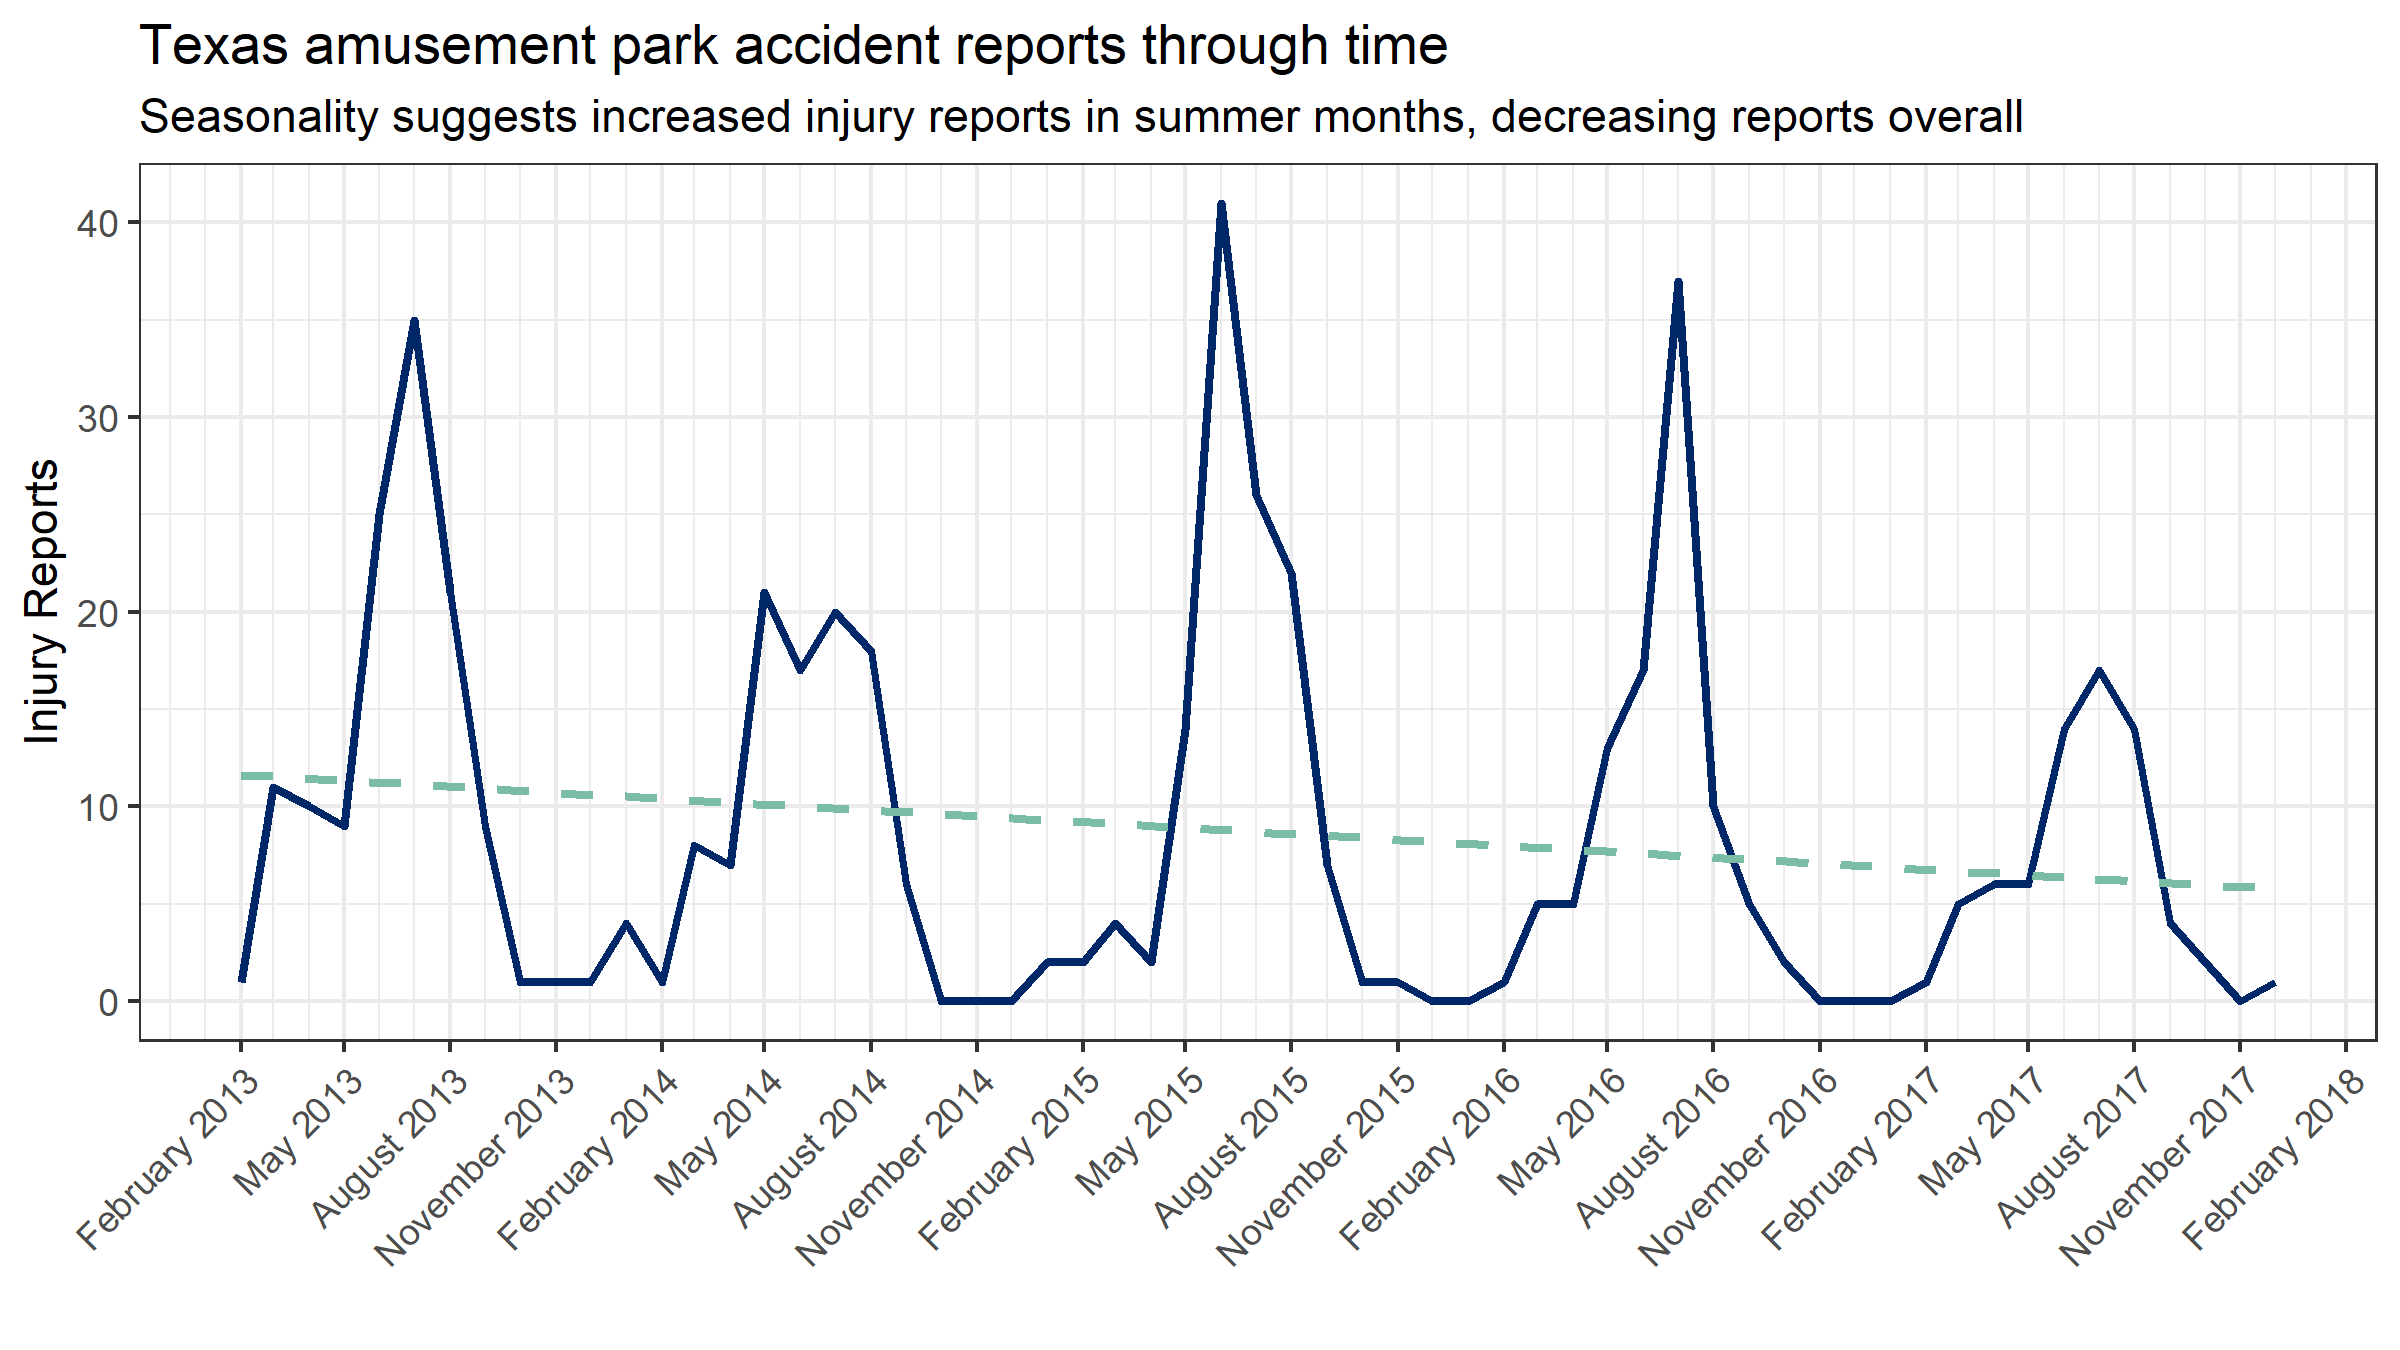 Texas amusement park accident reports through time
Seasonality suggests increased injury reports in summer months, decreasing reports overall
Injury Reports
40
30
20
10
0
February 2013
May 2013
August 2013
November 2013
February 2014
May 2014
August 2014
November 2014
February 2015
May 2015
August 2015
November 2015
February 2016
May 2016
August 2016
November 2016
February 2017
May 2017
August 2017
November 2017
February 2018